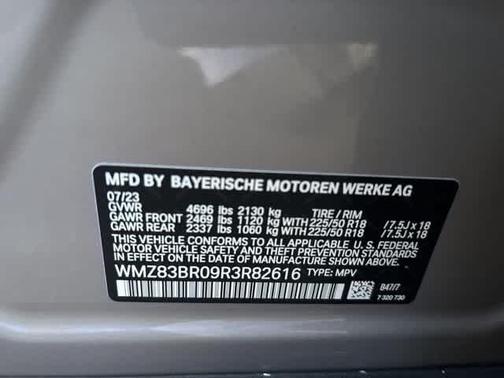 MFD BY BAYERISCHE MOTOREN WERKE AG
07/23
GVWR 4696 lbs 2130 kg TIRE / RIM
GAWR FRONT 2469 lbs 1120 kg WITH 225/50 R18 /7.5J x 18
GAWR REAR 2337 lbs 1060 kg WITH 225/50 R18 /7.5J x 18
THIS VEHICLE CONFORMS TO ALL APPLICABLE
U.S. FEDERAL MOTOR VEHICLE SAFETY STANDARDS
IN EFFECT ON THE DATE OF MANUFACTURE SHOWN ABOVE.
WMZ83BR09R3R82616 TYPE: MPV
B47/7
7 320 730